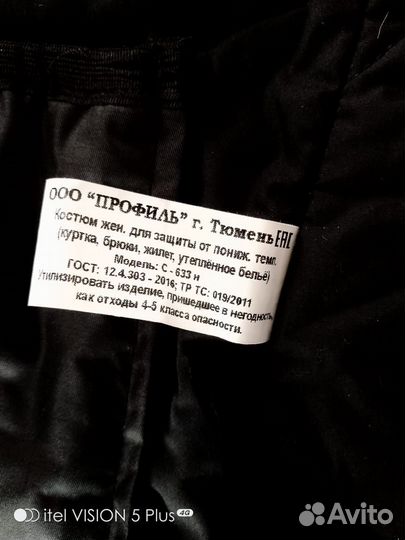 ООО "ПРОФИЛЬ" г. Тюмень EAC
Костюм жен. для защиты от пониж. темп.
(куртка, брюки, жилет, утеплённое бельё)
Модель: С - 633 н
ГОСТ: 12.4.303 - 2016; ТР ТС: 019/2011
Утилизировать изделие, пришедшее в негодность,
как отходы 4-5 класса опасности.
itel VISION 5 Plus 4G
Avito